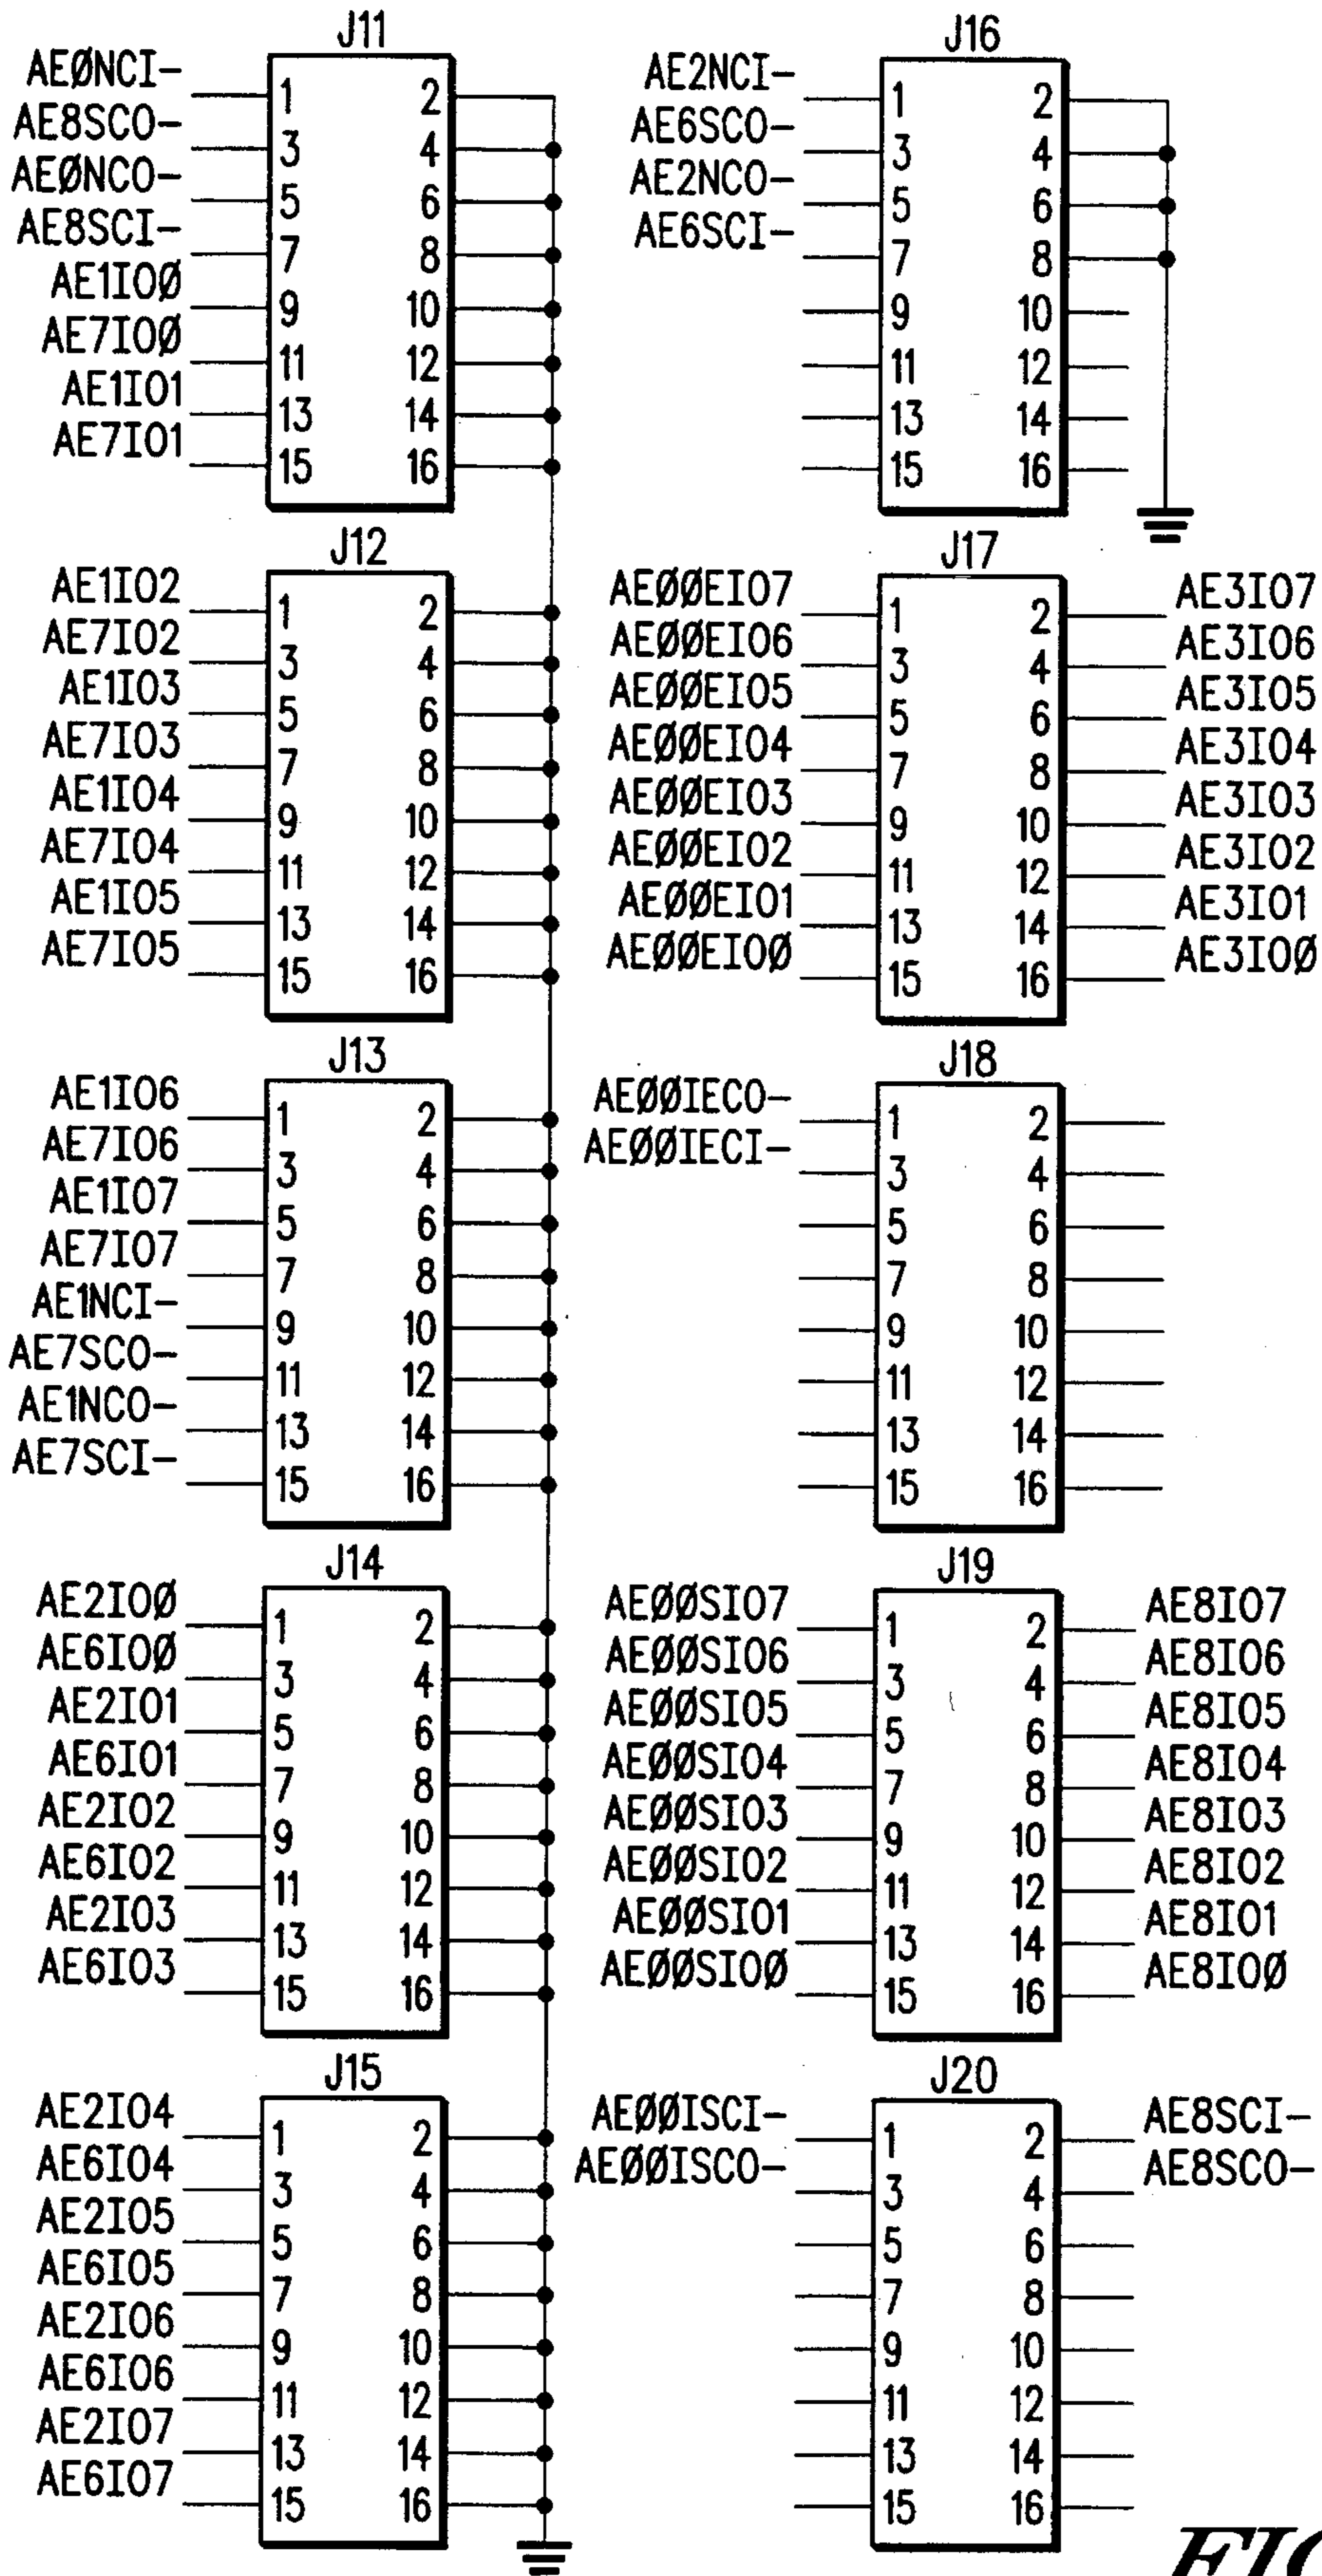 J11
AEØNCI-
1 2
AE8SCO-
3 4
AEØNCO-
5 6
AE8SCI-
7 8
AE1IOØ
9 10
AE7IOØ
11 12
AE1IO1
13 14
AE7IO1
15 16
J12
AE1IO2
1 2
AE7IO2
3 4
AE1IO3
5 6
AE7IO3
7 8
AE1IO4
9 10
AE7IO4
11 12
AE1IO5
13 14
AE7IO5
15 16
J13
AE1IO6
1 2
AE7IO6
3 4
AE1IO7
5 6
AE7IO7
7 8
AE1NCI-
9 10
AE7SCO-
11 12
AE1NCO-
13 14
AE7SCI-
15 16
J14
AE2IOØ
1 2
AE6IOØ
3 4
AE2IO1
5 6
AE6IO1
7 8
AE2IO2
9 10
AE6IO2
11 12
AE2IO3
13 14
AE6IO3
15 16
J15
AE2IO4
1 2
AE6IO4
3 4
AE2IO5
5 6
AE6IO5
7 8
AE2IO6
9 10
AE6IO6
11 12
AE2IO7
13 14
AE6IO7
15 16
J16
AE2NCI-
1 2
AE6SCO-
3 4
AE2NCO-
5 6
AE6SCI-
7 8
9 10
11 12
13 14
15 16
J17
AEØØEIO7 AE3IO7
1 2
AEØØEIO6 AE3IO6
3 4
AEØØEIO5 AE3IO5
5 6
AEØØEIO4 AE3IO4
7 8
AEØØEIO3 AE3IO3
9 10
AEØØEIO2 AE3IO2
11 12
AEØØEIO1 AE3IO1
13 14
AEØØEIOØ AE3IOØ
15 16
J18
AEØØIECO-
1 2
AEØØIECI-
3 4
5 6
7 8
9 10
11 12
13 14
15 16
J19
AEØØSIO7 AE8IO7
1 2
AEØØSIO6 AE8IO6
3 4
AEØØSIO5 AE8IO5
5 6
AEØØSIO4 AE8IO4
7 8
AEØØSIO3 AE8IO3
9 10
AEØØSIO2 AE8IO2
11 12
AEØØSIO1 AE8IO1
13 14
AEØØSIOØ AE8IOØ
15 16
J20
AEØØISCI- AE8SCI-
1 2
AEØØISCO- AE8SCO-
3 4
5 6
7 8
9 10
11 12
13 14
15 16